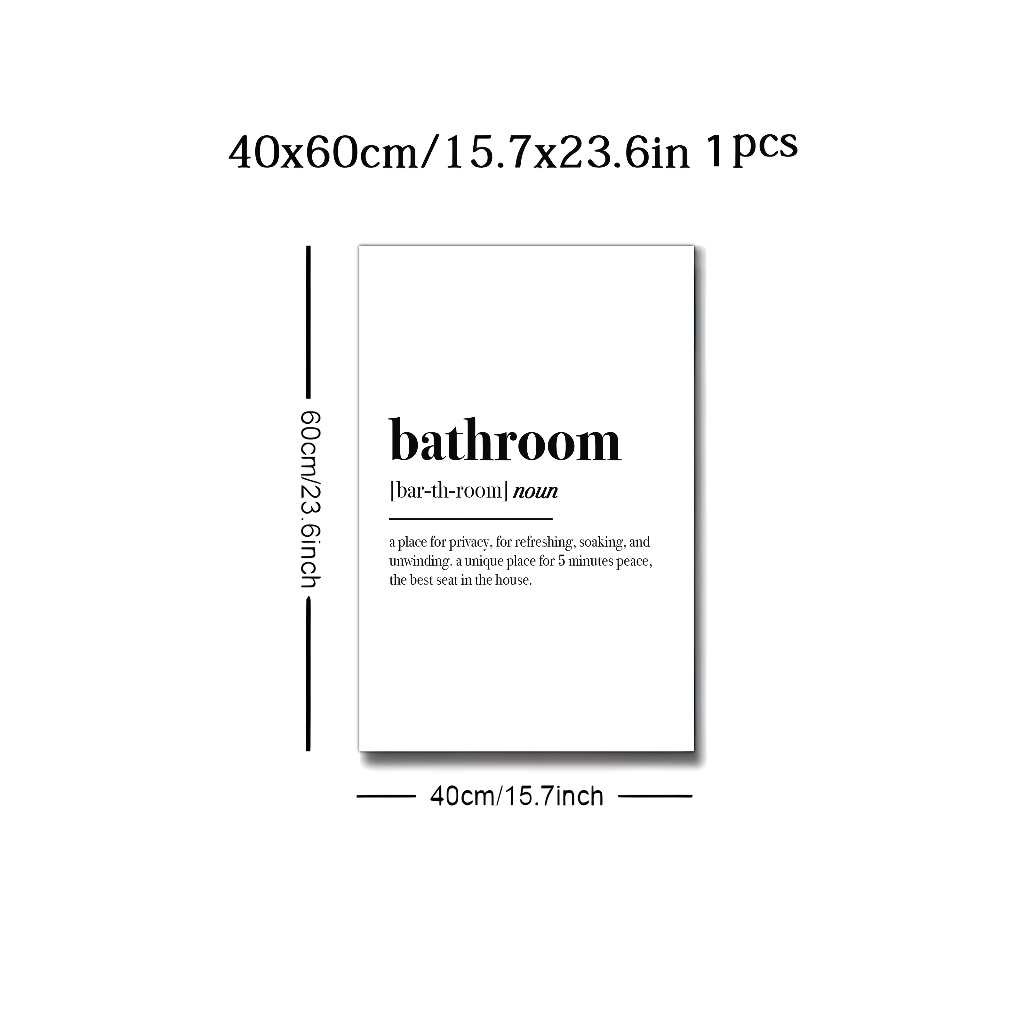 40x60cm/15.7x23.6in 1pcs
60cm/23.6inch
bathroom
|bar-th-room| noun
a place for privacy, for refreshing, soaking, and
unwinding. a unique place for 5 minutes peace,
the best seat in the house.
40cm/15.7inch